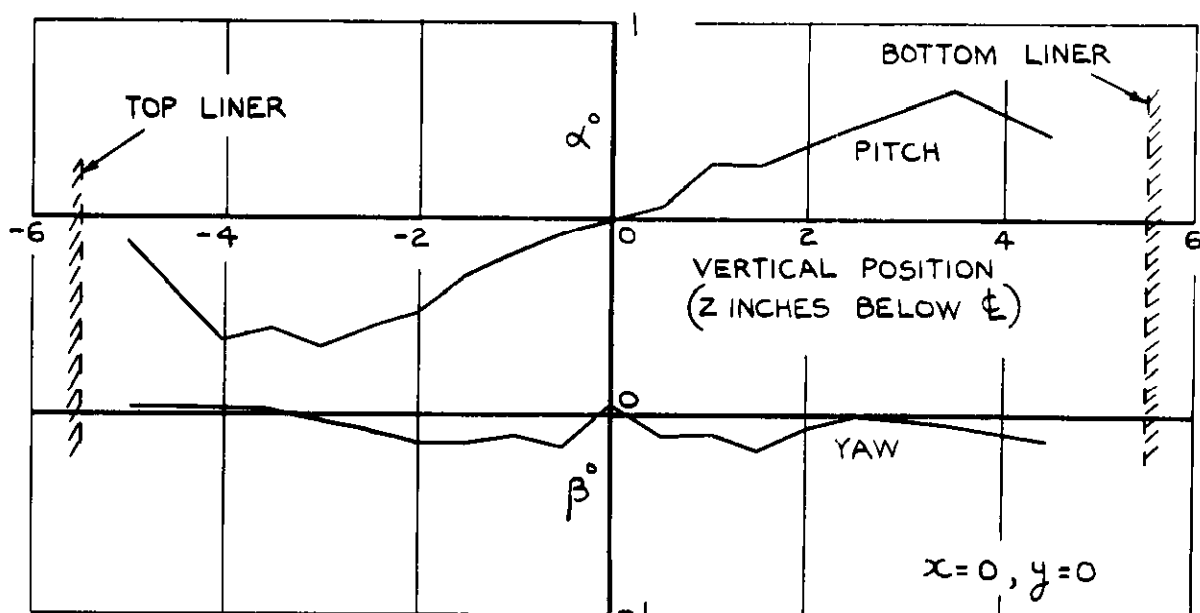 1
BOTTOM LINER
TOP LINER
α°
PITCH
-6
-4
-2
0
2
4
6
VERTICAL POSITION
(Z INCHES BELOW ℄)
0
YAW
β°
x=0, y=0
-1